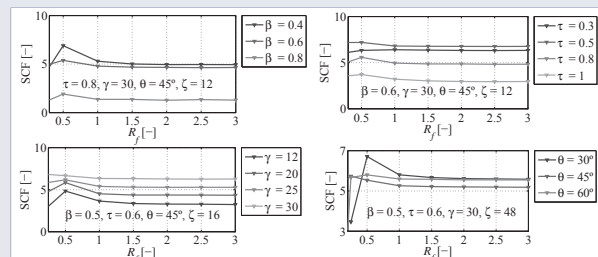 10
5
0
SCF [–]
0.5 1 1.5 2 2.5 3
R_f [–]
τ = 0.8, γ = 30, θ = 45º, ζ = 12
β = 0.4
β = 0.6
β = 0.8
10
5
0
SCF [–]
0.5 1 1.5 2 2.5 3
R_f [–]
β = 0.6, γ = 30, θ = 45º, ζ = 12
τ = 0.3
τ = 0.5
τ = 0.8
τ = 1
10
5
0
SCF [–]
0.5 1 1.5 2 2.5 3
β = 0.5, τ = 0.6, θ = 45º, ζ = 16
γ = 12
γ = 20
γ = 25
γ = 30
7
5
3
SCF [–]
0.5 1 1.5 2 2.5 3
β = 0.5, τ = 0.6, γ = 30, ζ = 48
θ = 30º
θ = 45º
θ = 60º